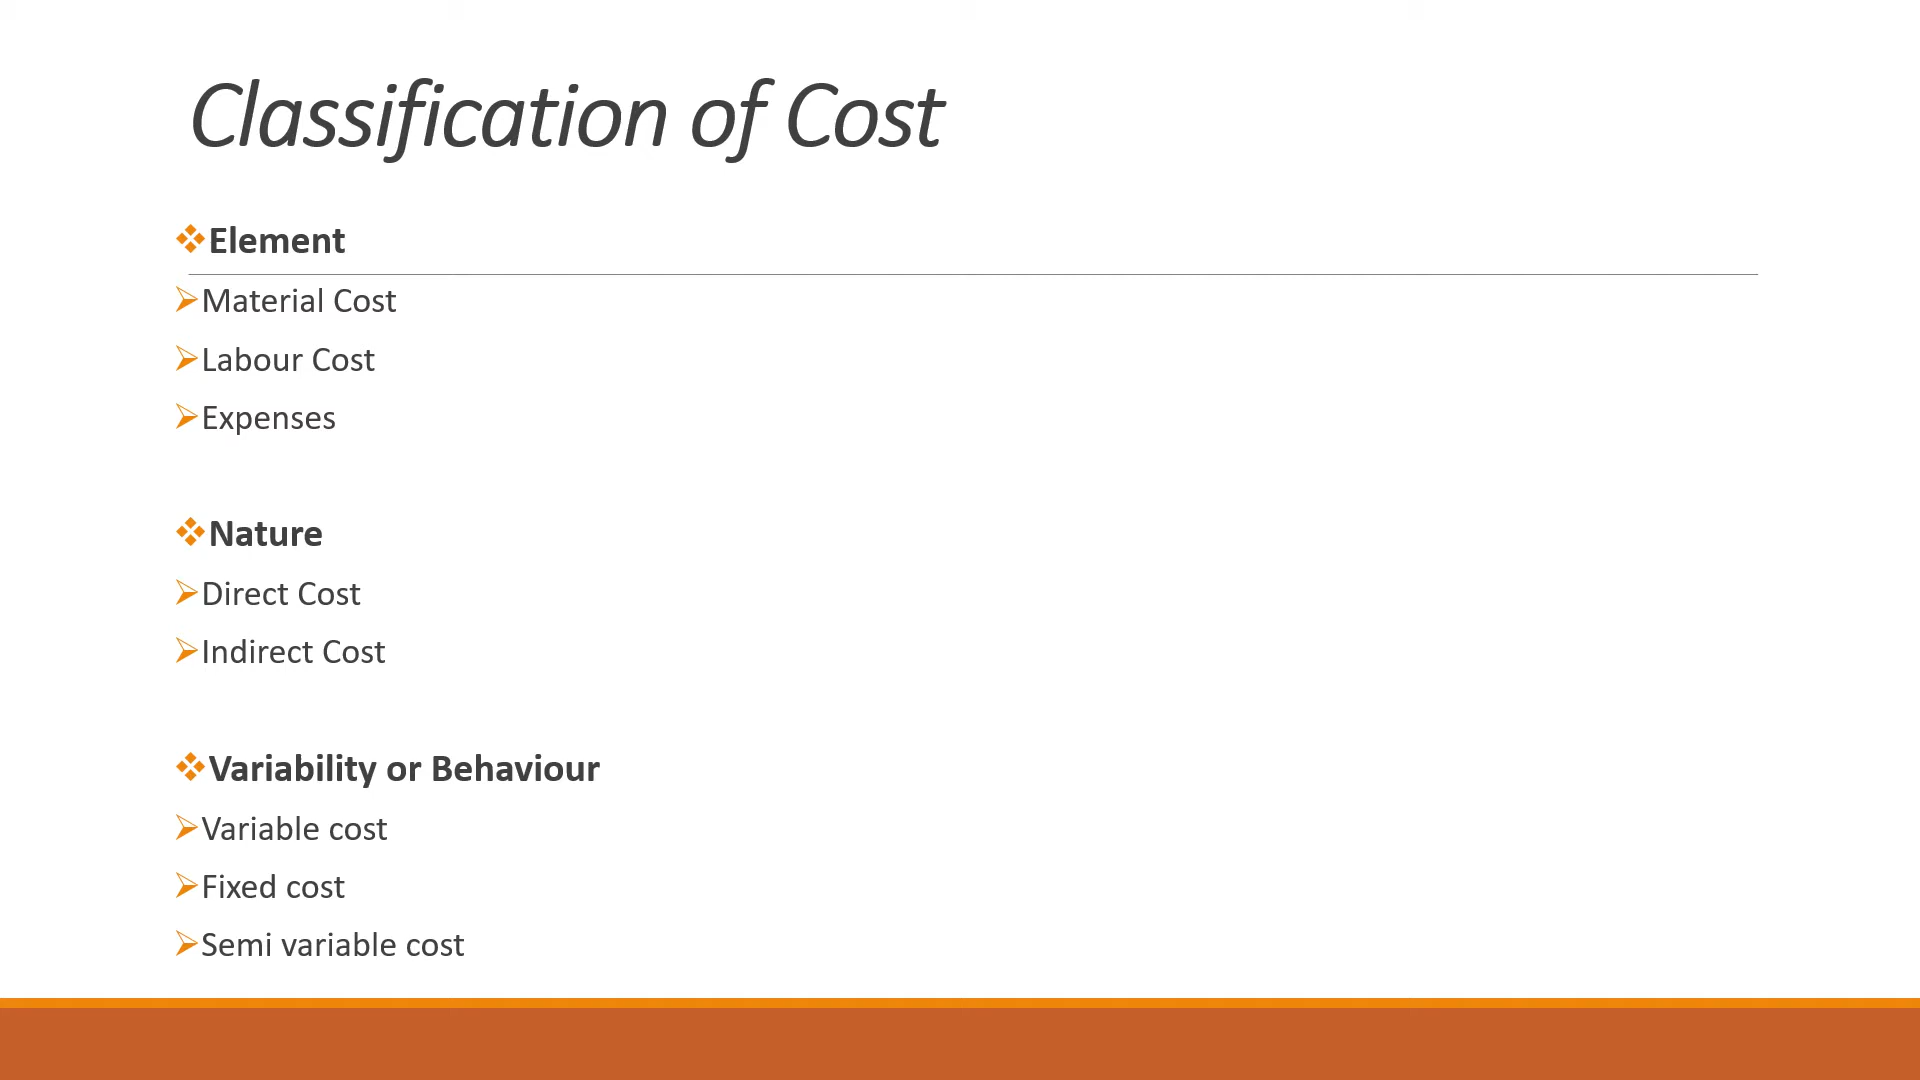 Classification of Cost
❖Element
➢Material Cost
➢Labour Cost
➢Expenses
❖Nature
➢Direct Cost
➢Indirect Cost
❖Variability or Behaviour
➢Variable cost
➢Fixed cost
➢Semi variable cost